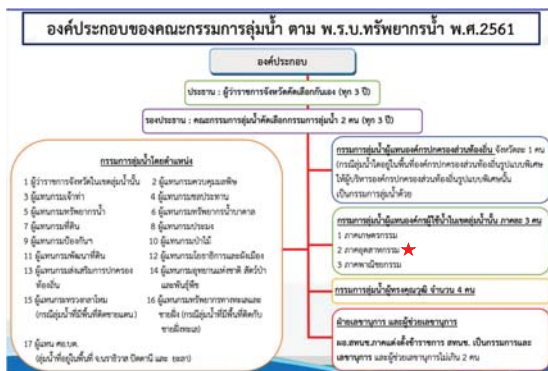 องค์ประกอบของคณะกรรมการลุ่มน้ำ ตาม พ.ร.บ.ทรัพยากรน้ำ พ.ศ.2561
องค์ประกอบ
ประธาน : ผู้ว่าราชการจังหวัดคัดเลือกกันเอง (ทุก 3 ปี)
รองประธาน : คณะกรรมการลุ่มน้ำคัดเลือกกรรมการลุ่มน้ำ 2 คน (ทุก 3 ปี)
กรรมการลุ่มน้ำโดยตำแหน่ง
1 ผู้ว่าราชการจังหวัดในเขตลุ่มน้ำนั้น
2 ผู้แทนกรมควบคุมมลพิษ
3 ผู้แทนกรมเจ้าท่า
4 ผู้แทนกรมชลประทาน
5 ผู้แทนกรมทรัพยากรน้ำ
6 ผู้แทนกรมทรัพยากรน้ำบาดาล
7 ผู้แทนกรมที่ดิน
8 ผู้แทนกรมประมง
9 ผู้แทนกรมป้องกันฯ
10 ผู้แทนกรมป่าไม้
11 ผู้แทนกรมพัฒนาที่ดิน
12 ผู้แทนกรมโยธาธิการและผังเมือง
13 ผู้แทนกรมส่งเสริมการปกครอง
ท้องถิ่น
14 ผู้แทนกรมอุทยานแห่งชาติ สัตว์ป่า
และพันธุ์พืช
15 ผู้แทนกระทรวงกลาโหม
(กรณีลุ่มน้ำที่มีพื้นที่ติดชายแดน)
16 ผู้แทนกรมทรัพยากรทางทะเลและ
ชายฝั่ง (กรณีลุ่มน้ำที่มีพื้นที่ติดกับ
ชายฝั่งทะเล)
17 ผู้แทน ศอ.บต.
(ลุ่มน้ำที่อยู่ในพื้นที่ จ.นราธิวาส ปัตตานี และ ยะลา)
กรรมการลุ่มน้ำผู้แทนองค์กรปกครองส่วนท้องถิ่น จังหวัดละ 1 คน
(กรณีลุ่มน้ำใดอยู่ในพื้นที่องค์กรปกครองส่วนท้องถิ่นรูปแบบพิเศษ
ให้ผู้บริหารองค์กรปกครองส่วนท้องถิ่นรูปแบบพิเศษนั้น
เป็นกรรมการลุ่มน้ำด้วย
กรรมการลุ่มน้ำผู้แทนองค์กรผู้ใช้น้ำในเขตลุ่มน้ำนั้น ภาคละ 3 คน
1 ภาคเกษตรกรรม
2 ภาคอุตสาหกรรม
3 ภาคพาณิชยกรรม
กรรมการลุ่มน้ำผู้ทรงคุณวุฒิ จำนวน 4 คน
ฝ่ายเลขานุการ และผู้ช่วยเลขานุการ
ผอ.สทนช.ภาคแต่งตั้งข้าราชการ สทนช. เป็นกรรมการและ
เลขานุการ และผู้ช่วยเลขานุการไม่เกิน 2 คน